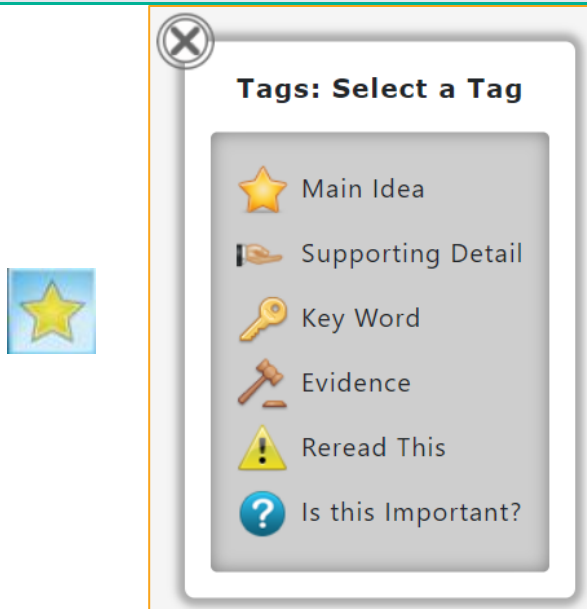 Tags: Select a Tag
Main Idea
Supporting Detail
Key Word
Evidence
Reread This
Is this Important?